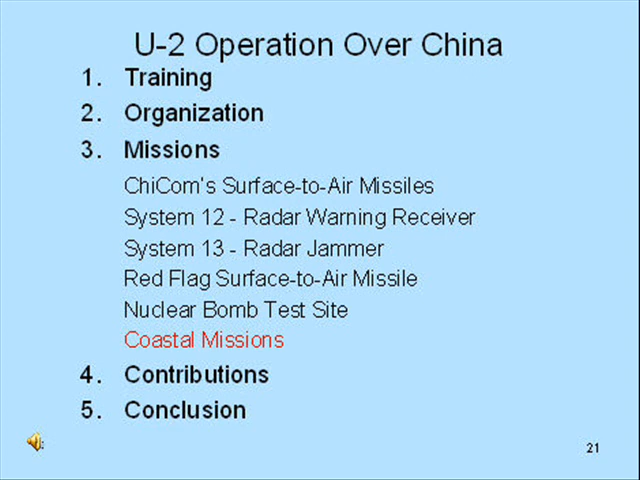 U-2 Operation Over China
1. Training
2. Organization
3. Missions
ChiCom's Surface-to-Air Missiles
System 12 - Radar Warning Receiver
System 13 - Radar Jammer
Red Flag Surface-to-Air Missile
Nuclear Bomb Test Site
Coastal Missions
4. Contributions
5. Conclusion
21